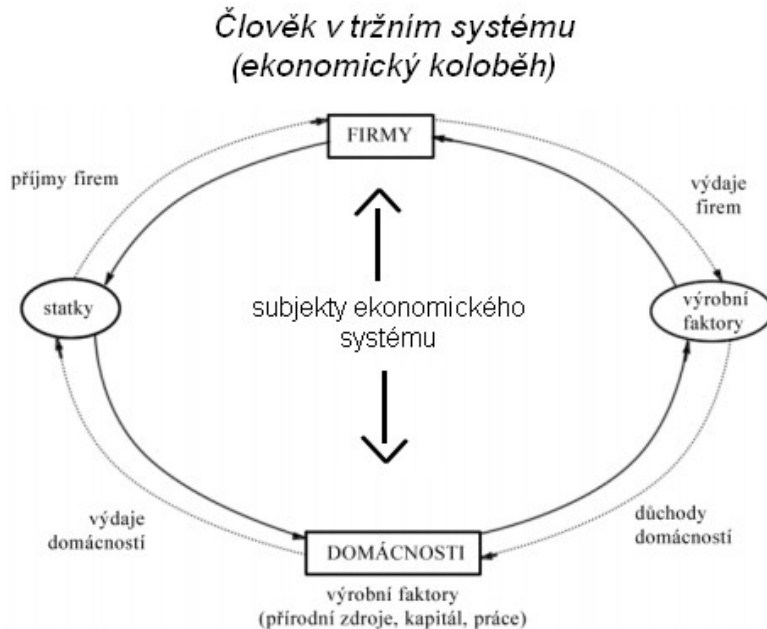 Člověk v tržním systému
(ekonomický koloběh)
FIRMY
příjmy firem
výdaje
firem
statky
subjekty ekonomického
systému
výrobní
faktory
výdaje
domácností
DOMÁCNOSTI
důchody
domácností
výrobní faktory
(přírodní zdroje, kapitál, práce)